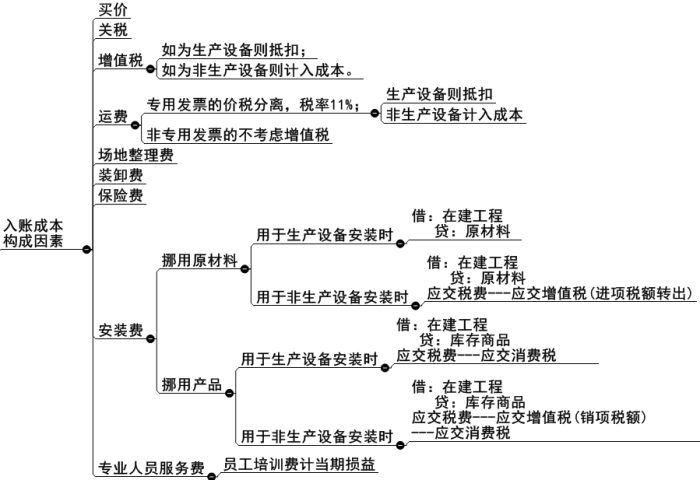 买价
关税
增值税
如为生产设备则抵扣；
如为非生产设备则计入成本。
运费
专用发票的价税分离，税率11%；
生产设备则抵扣
非生产设备计入成本
非专用发票的不考虑增值税
场地整理费
装卸费
保险费
入账成本
构成因素
安装费
挪用原材料
用于生产设备安装时
借：在建工程
贷：原材料
用于非生产设备安装时
借：在建工程
贷：原材料
应交税费---应交增值税(进项税额转出)
挪用产品
用于生产设备安装时
借：在建工程
贷：库存商品
应交税费---应交消费税
用于非生产设备安装时
借：在建工程
贷：库存商品
应交税费---应交增值税(销项税额)
---应交消费税
专业人员服务费
员工培训费计当期损益